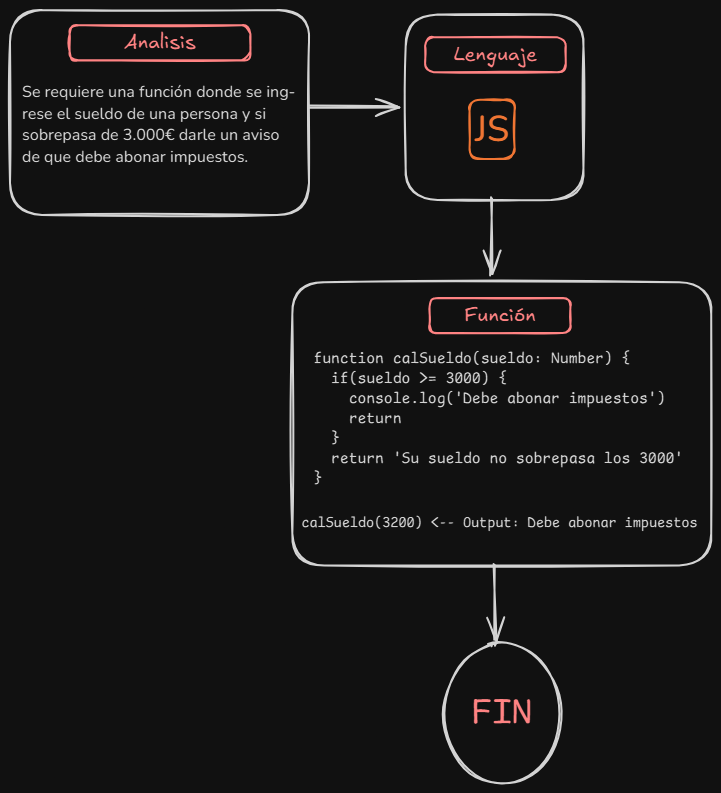 Analisis
Se requiere una función donde se ing-
rese el sueldo de una persona y si
sobrepasa de 3.000€ darle un aviso
de que debe abonar impuestos.
Lenguaje
JS
Función
function calSueldo(sueldo: Number) {
  if(sueldo >= 3000) {
    console.log('Debe abonar impuestos')
    return
  }
  return 'Su sueldo no sobrepasa los 3000'
}
calSueldo(3200) <-- Output: Debe abonar impuestos
FIN